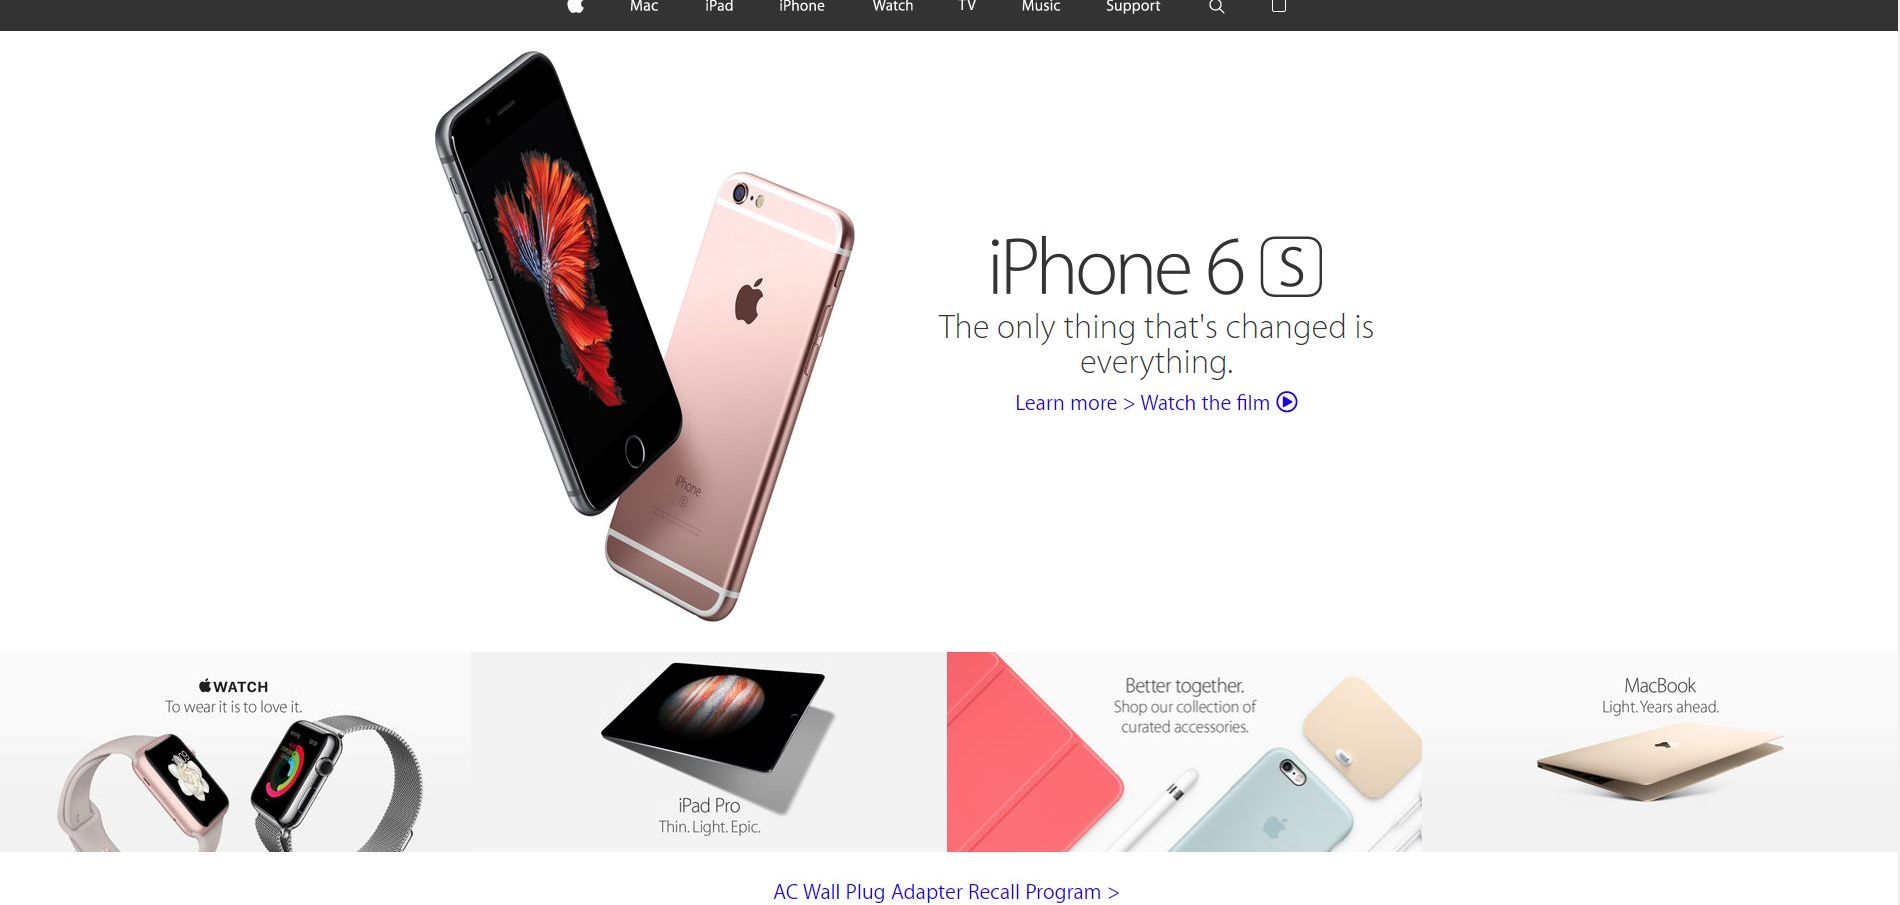 Mac iPad iPhone Watch TV Music Support
iPhone 6 S
The only thing that's changed is
everything.
Learn more > Watch the film
iPhone
S
WATCH
To wear it is to love it.
iPad Pro
Thin. Light. Epic.
Better together.
Shop our collection of
curated accessories.
MacBook
Light. Years ahead.
AC Wall Plug Adapter Recall Program >